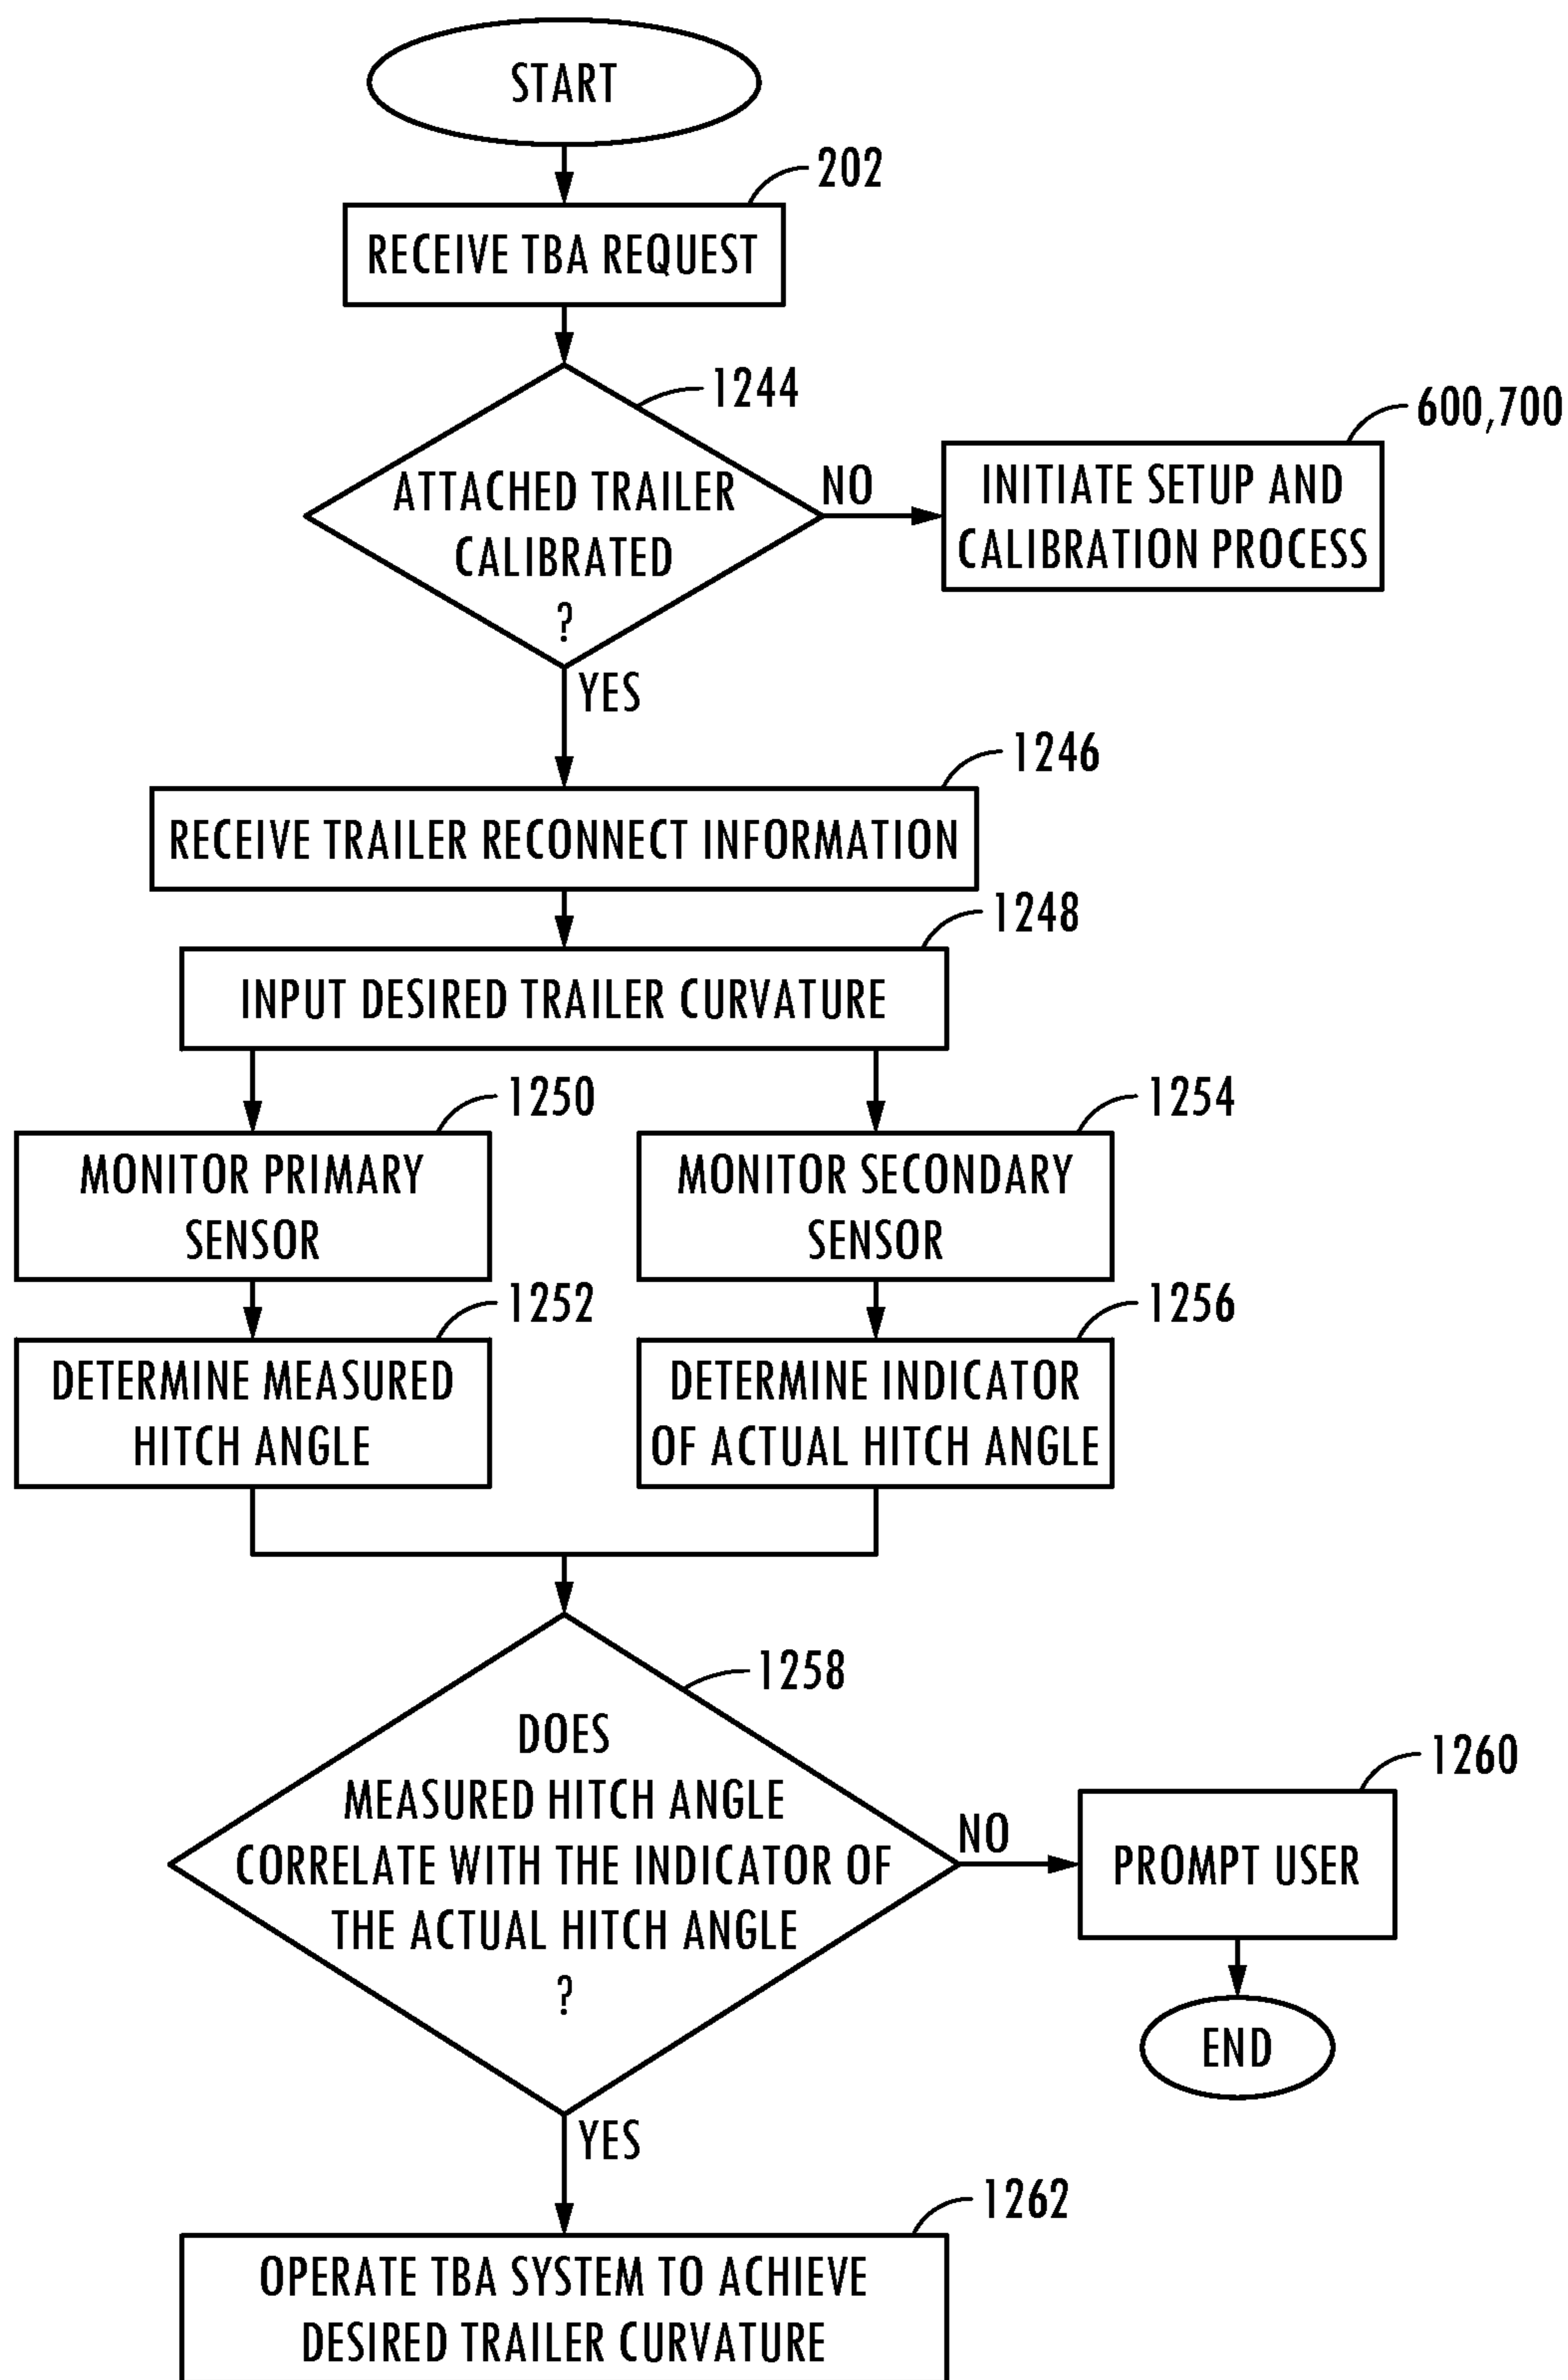 START
202
RECEIVE TBA REQUEST
1244
ATTACHED TRAILER
CALIBRATED
?
NO
600,700
INITIATE SETUP AND
CALIBRATION PROCESS
YES
1246
RECEIVE TRAILER RECONNECT INFORMATION
1248
INPUT DESIRED TRAILER CURVATURE
1250
MONITOR PRIMARY
SENSOR
1254
MONITOR SECONDARY
SENSOR
1252
DETERMINE MEASURED
HITCH ANGLE
1256
DETERMINE INDICATOR
OF ACTUAL HITCH ANGLE
1258
DOES
MEASURED HITCH ANGLE
CORRELATE WITH THE INDICATOR OF
THE ACTUAL HITCH ANGLE
?
NO
1260
PROMPT USER
END
YES
1262
OPERATE TBA SYSTEM TO ACHIEVE
DESIRED TRAILER CURVATURE